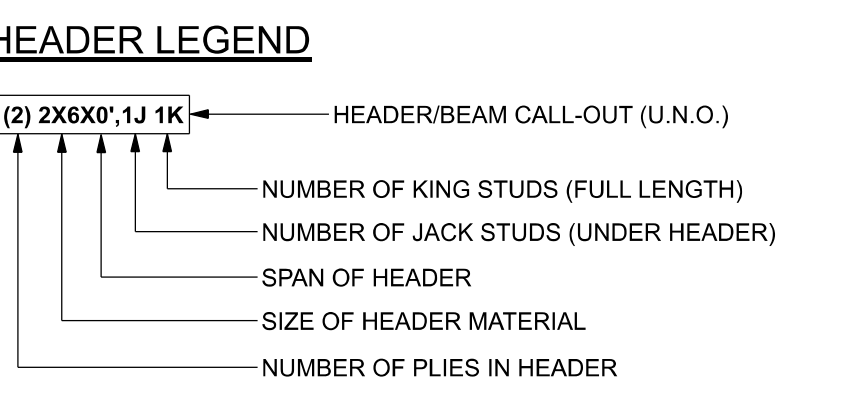 HEADER LEGEND
(2) 2X6X0',1J 1K
HEADER/BEAM CALL-OUT (U.N.O.)
NUMBER OF KING STUDS (FULL LENGTH)
NUMBER OF JACK STUDS (UNDER HEADER)
SPAN OF HEADER
SIZE OF HEADER MATERIAL
NUMBER OF PLIES IN HEADER